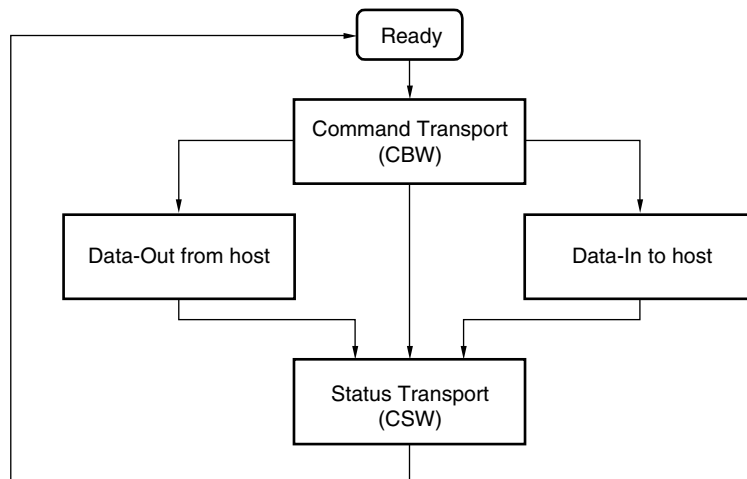 Ready
Command Transport
(CBW)
Data-Out from host
Data-In to host
Status Transport
(CSW)